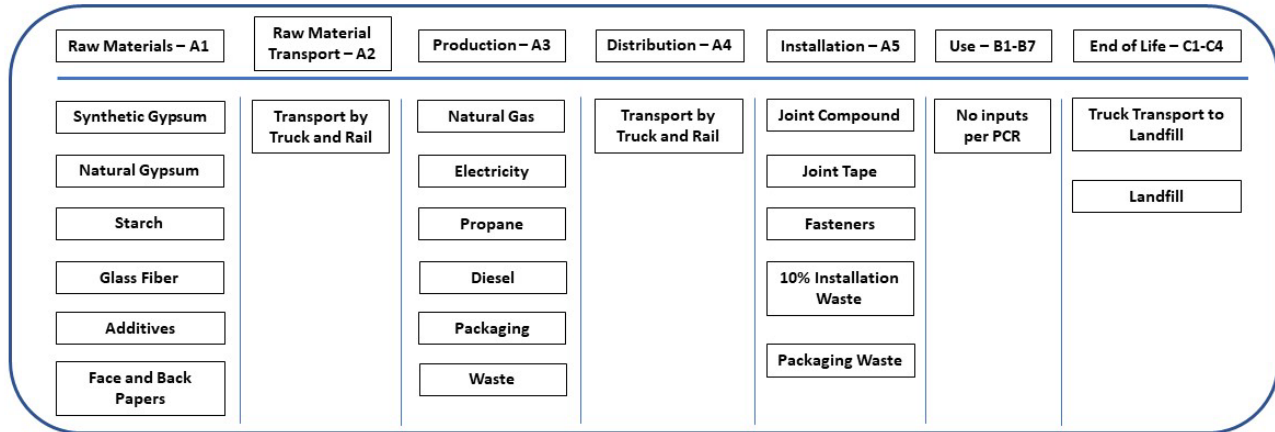 Raw Materials – A1
Raw Material
Transport – A2
Production – A3
Distribution – A4
Installation – A5
Use – B1-B7
End of Life – C1-C4
Synthetic Gypsum
Natural Gypsum
Starch
Glass Fiber
Additives
Face and Back
Papers
Transport by
Truck and Rail
Natural Gas
Electricity
Propane
Diesel
Packaging
Waste
Transport by
Truck and Rail
Joint Compound
Joint Tape
Fasteners
10% Installation
Waste
Packaging Waste
No inputs
per PCR
Truck Transport to
Landfill
Landfill